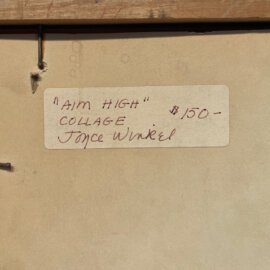 "AIM HIGH" $150-
COLLAGE
Joyce Winkel